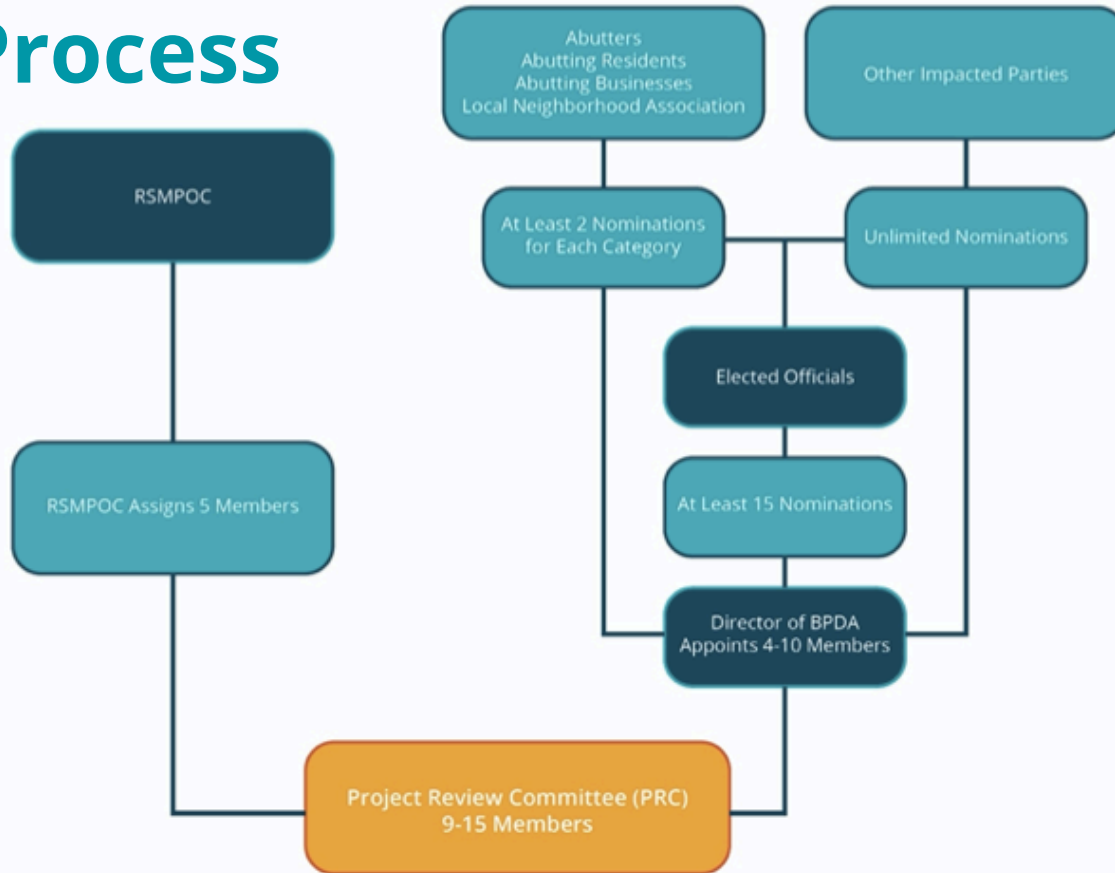 Process
RSMPOC
RSMPOC Assigns 5 Members
Abutters
Abutting Residents
Abutting Businesses
Local Neighborhood Association
Other Impacted Parties
At Least 2 Nominations
for Each Category
Unlimited Nominations
Elected Officials
At Least 15 Nominations
Director of BPDA
Appoints 4-10 Members
Project Review Committee (PRC)
9-15 Members